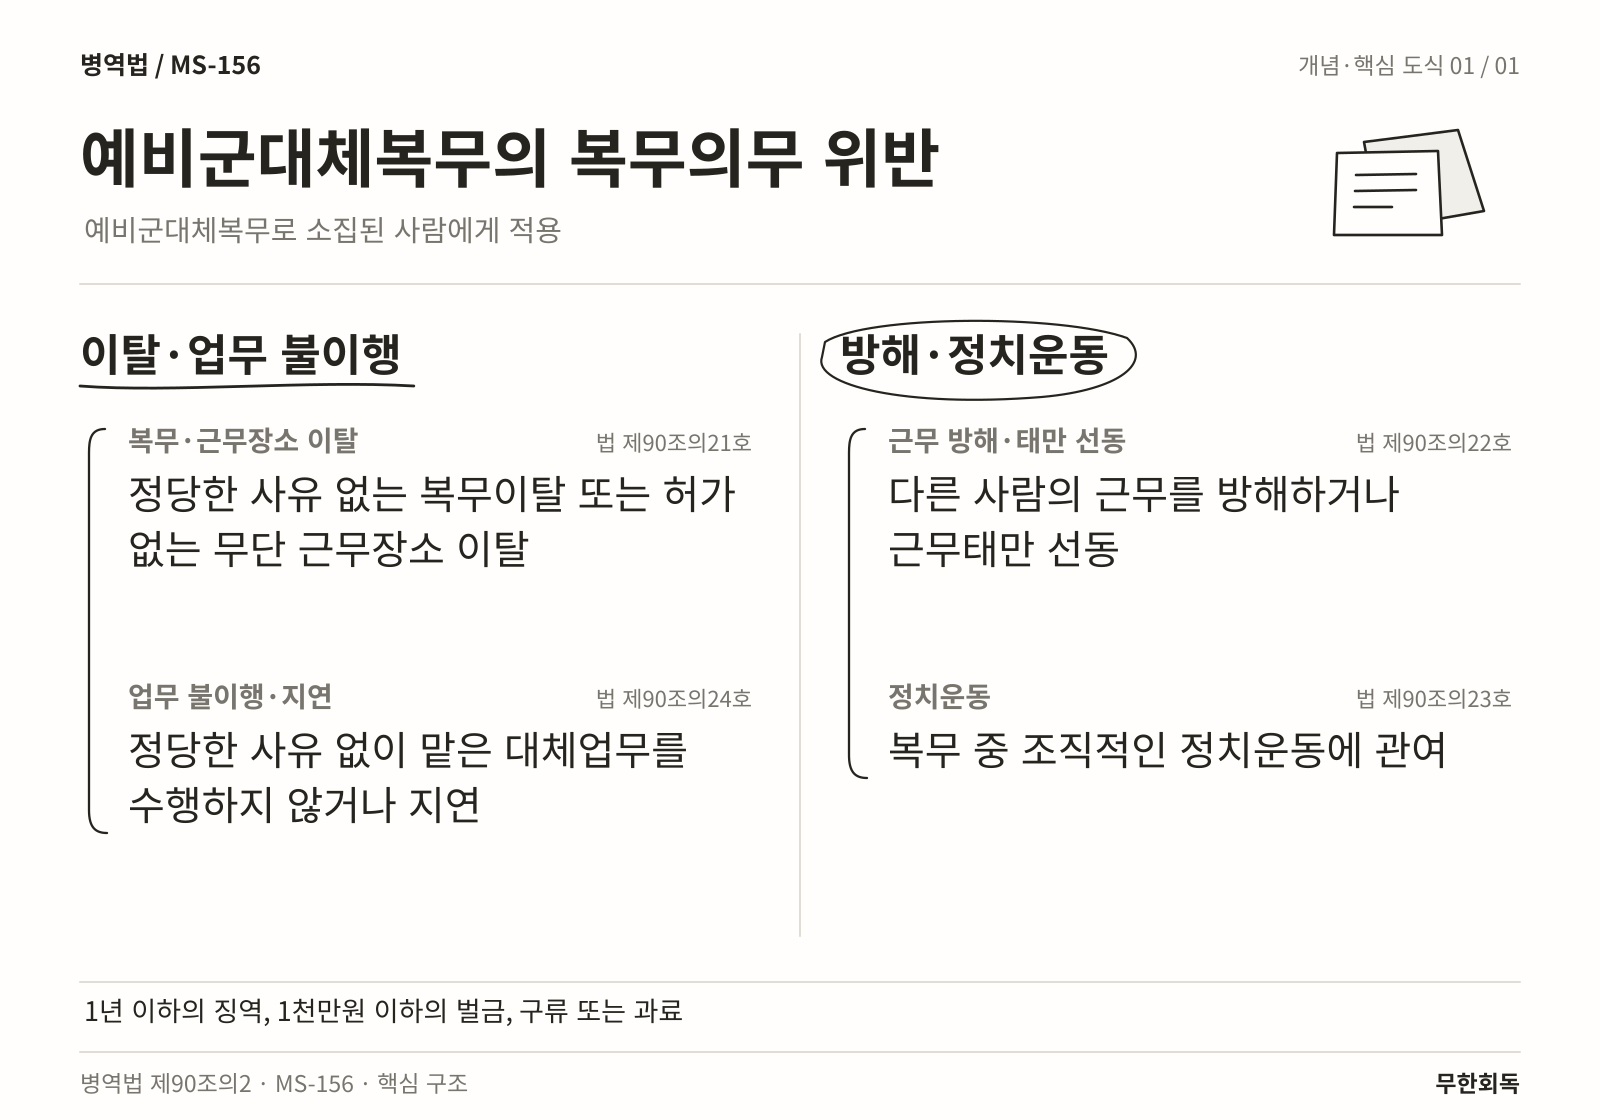 병역법 / MS-156
개념·핵심 도식 01 / 01
예비군대체복무의 복무의무 위반
예비군대체복무로 소집된 사람에게 적용
이탈·업무 불이행
복무·근무장소 이탈
법 제90조의21호
정당한 사유 없는 복무이탈 또는 허가
없는 무단 근무장소 이탈
업무 불이행·지연
법 제90조의24호
정당한 사유 없이 맡은 대체업무를
수행하지 않거나 지연
방해·정치운동
근무 방해·태만 선동
법 제90조의22호
다른 사람의 근무를 방해하거나
근무태만 선동
정치운동
법 제90조의23호
복무 중 조직적인 정치운동에 관여
1년 이하의 징역, 1천만원 이하의 벌금, 구류 또는 과료
병역법 제90조의2 · MS-156 · 핵심 구조
무한회독